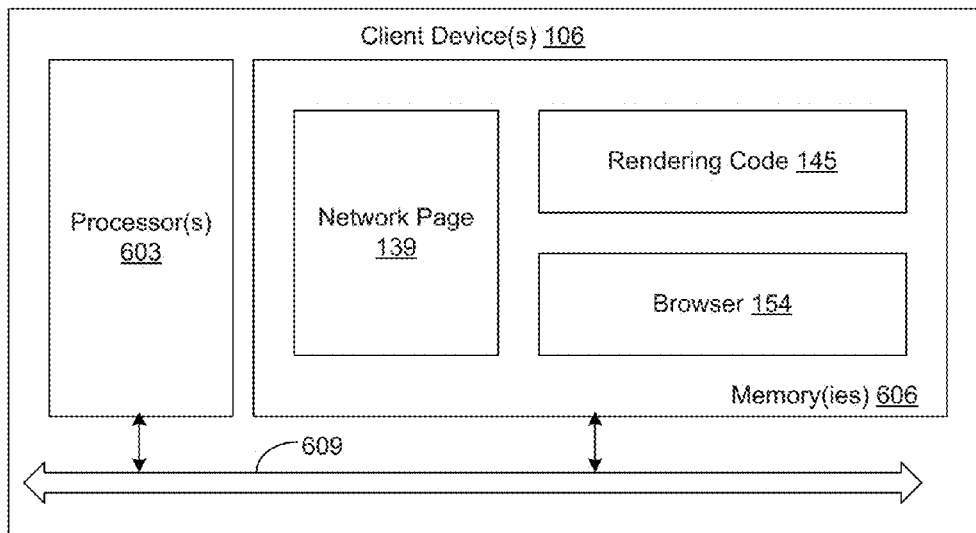 Client Device(s) 106
Processor(s)
603
Network Page
139
Rendering Code 145
Browser 154
Memory(ies) 606
609